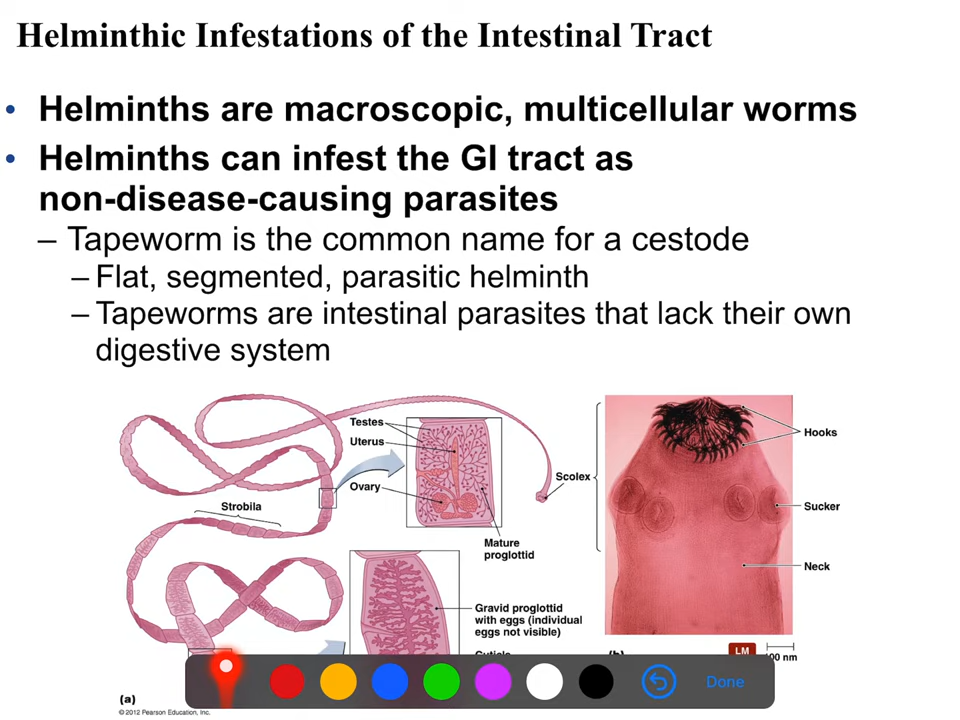 Helminthic Infestations of the Intestinal Tract
• Helminths are macroscopic, multicellular worms
• Helminths can infest the GI tract as
non-disease-causing parasites
– Tapeworm is the common name for a cestode
– Flat, segmented, parasitic helminth
– Tapeworms are intestinal parasites that lack their own
digestive system
Testes
Uterus
Ovary
Strobila
Mature
proglottid
Scolex
Hooks
Sucker
Neck
Gravid proglottid
with eggs (individual
eggs not visible)
LM
Done
(a)
© 2012 Pearson Education, Inc.